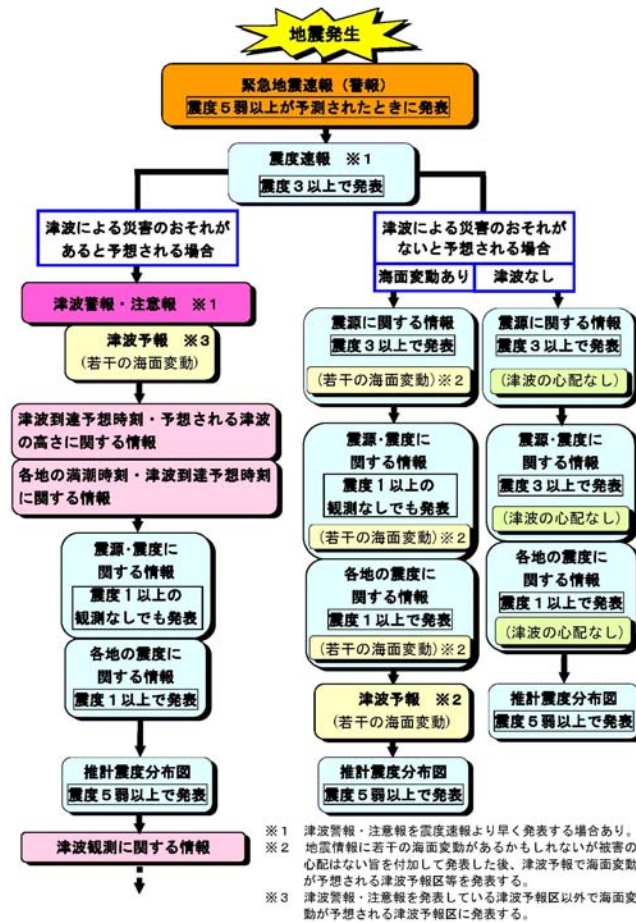 地震発生
緊急地震速報（警報）
震度５弱以上が予測されたときに発表
震度速報　※１
震度３以上で発表
津波による災害のおそれが
あると予想される場合
津波警報・注意報　※１
津波予報　※３
(若干の海面変動)
津波到達予想時刻・予想される津波
の高さに関する情報
各地の満潮時刻・津波到達予想時刻
に関する情報
震源・震度に
関する情報
震度１以上の
観測なしでも発表
各地の震度に
関する情報
震度１以上で発表
推計震度分布図
震度５弱以上で発表
津波観測に関する情報
津波による災害のおそれが
ないと予想される場合
海面変動あり
震源に関する情報
震度３以上で発表
(若干の海面変動)※２
震源・震度に
関する情報
震度１以上の
観測なしでも発表
(若干の海面変動)※２
各地の震度に
関する情報
震度１以上で発表
(若干の海面変動)※２
津波予報　※２
(若干の海面変動)
推計震度分布図
震度５弱以上で発表
津波なし
震源に関する情報
震度３以上で発表
(津波の心配なし)
震源・震度に
関する情報
震度３以上で発表
(津波の心配なし)
各地の震度に
関する情報
震度１以上で発表
(津波の心配なし)
推計震度分布図
震度５弱以上で発表
※１　津波警報・注意報を震度速報より早く発表する場合あり。
※２　地震情報に若干の海面変動があるかもしれないが被害の
心配はない旨を付加して発表した後、津波予報で海面変動
が予想される津波予報区等を発表する。
※３　津波警報・注意報を発表している津波予報区以外で海面変
動が予想される津波予報区に発表する。